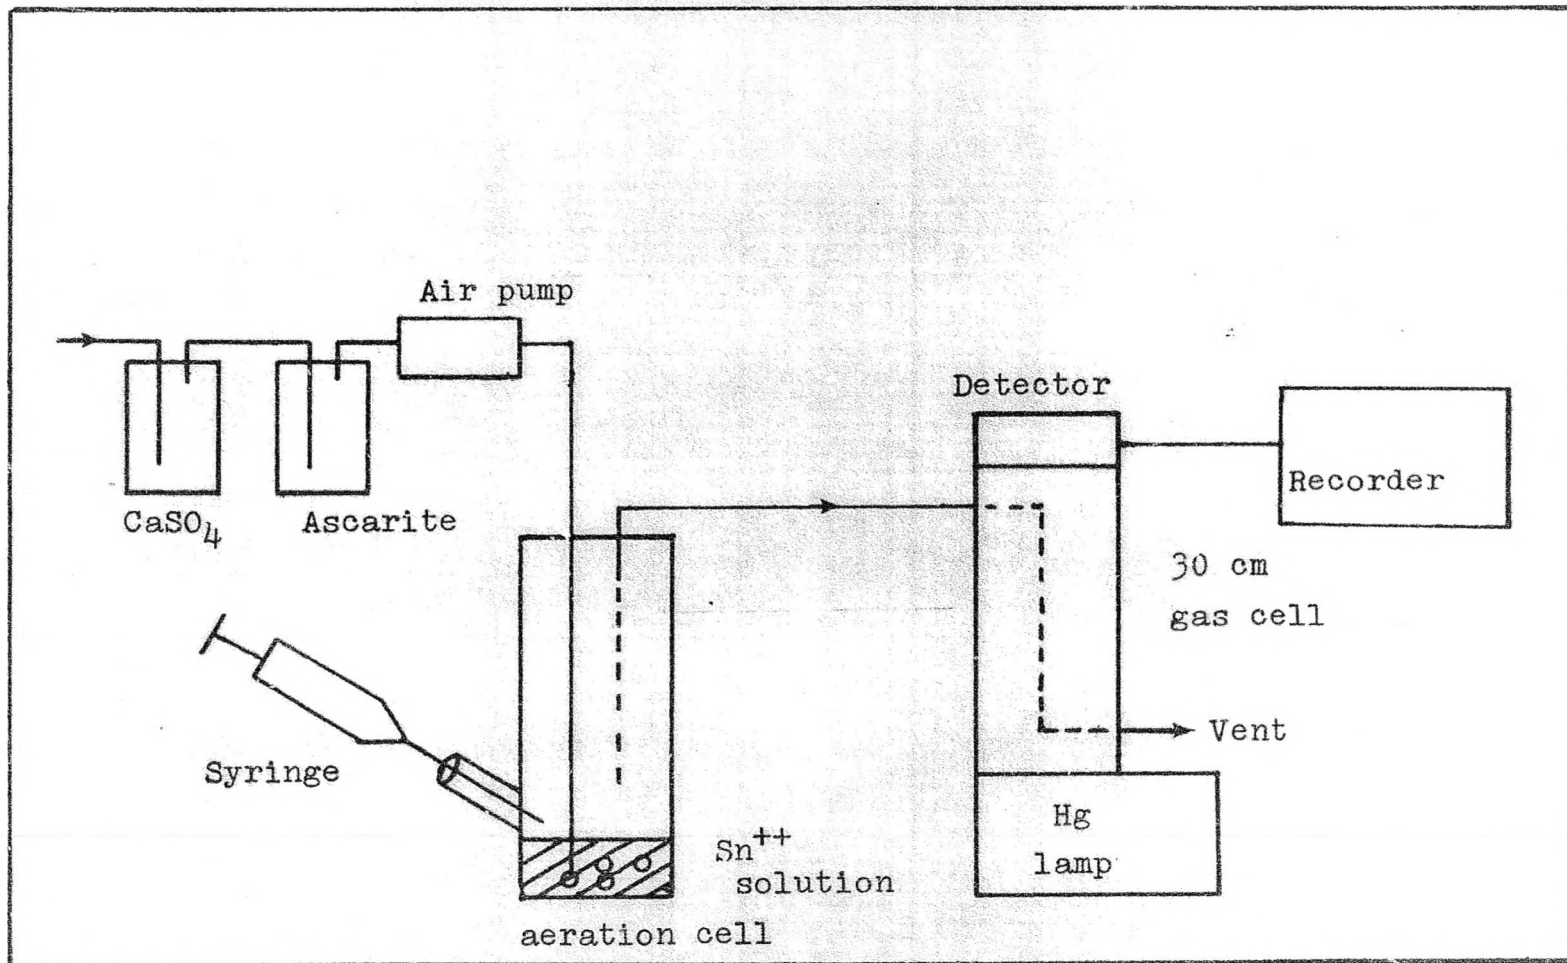 Air pump
Detector
Recorder
CaSO₄
Ascarite
30 cm
gas cell
Syringe
Vent
Hg
lamp
Sn⁺⁺
solution
aeration cell